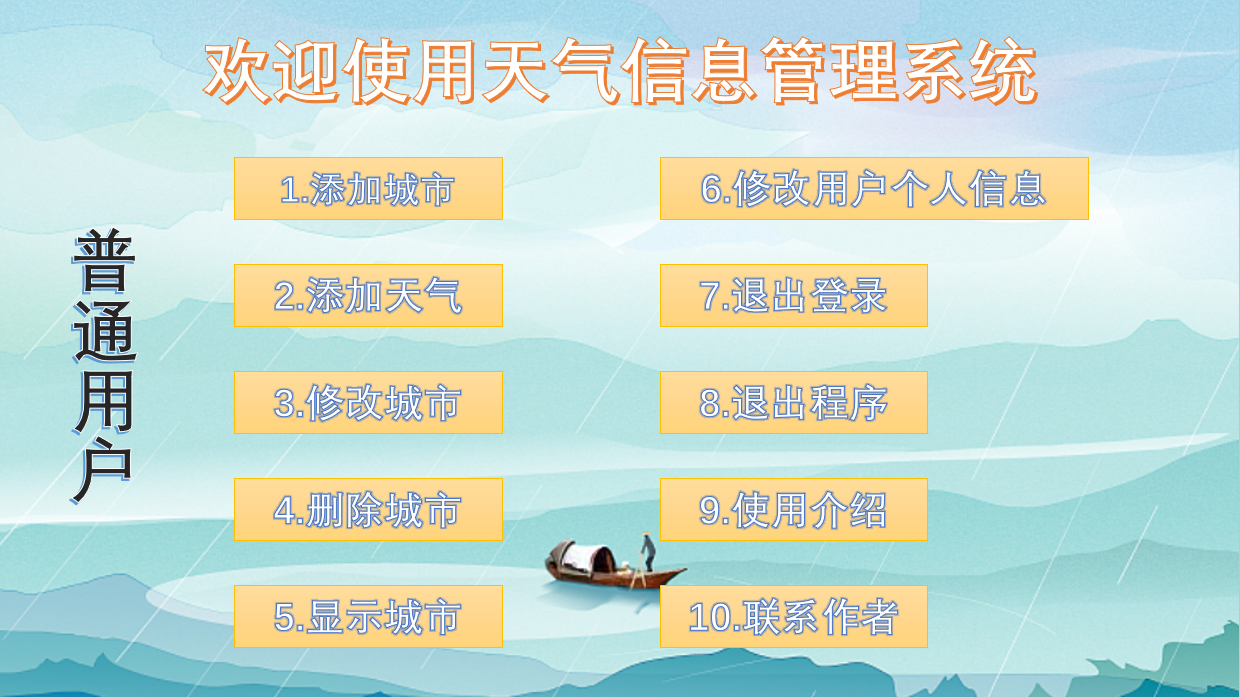 欢迎使用天气信息管理系统
普通用户
1.添加城市
2.添加天气
3.修改城市
4.删除城市
5.显示城市
6.修改用户个人信息
7.退出登录
8.退出程序
9.使用介绍
10.联系作者